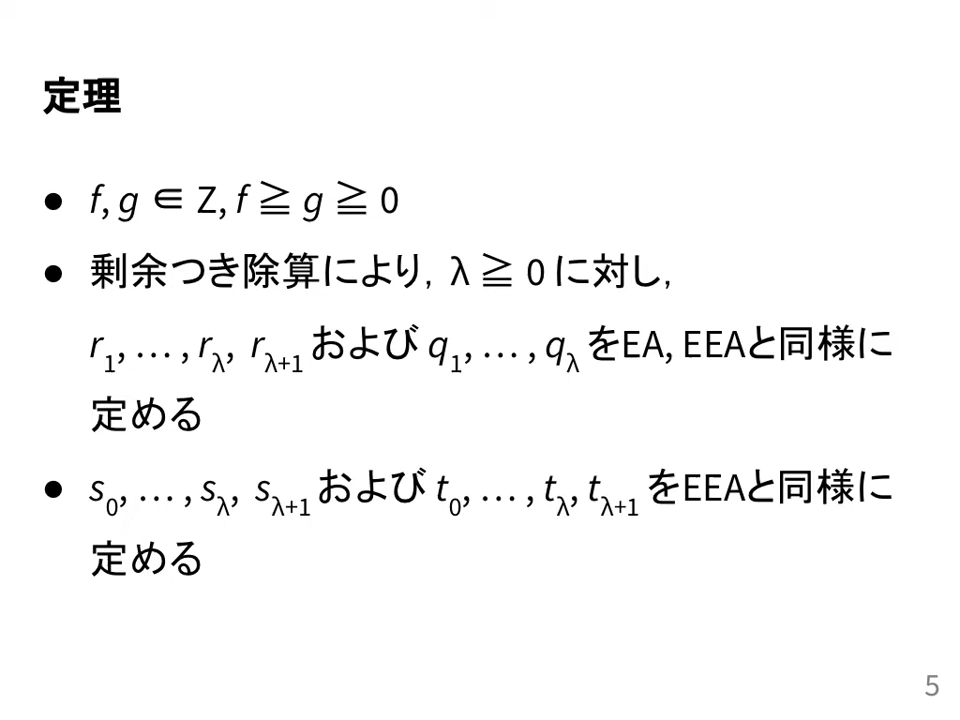 定理
● f, g ∈ Z, f ≧ g ≧ 0
● 剰余つき除算により, λ ≧ 0 に対し,
r₁, … , r_λ, r_λ+1 および q₁, … , q_λ をEA, EEAと同様に
定める
● s₀, … , s_λ, s_λ+1 および t₀, … , t_λ, t_λ+1 をEEAと同様に
定める
5